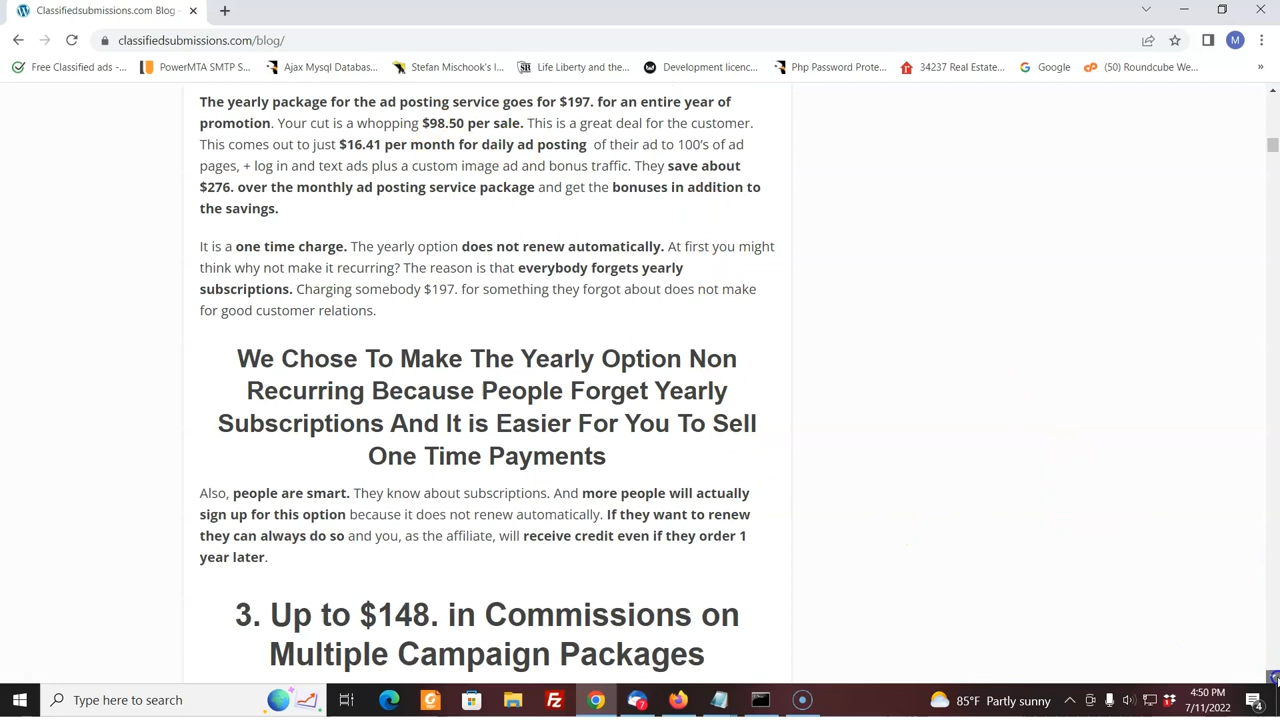 Classifiedsubmissions.com Blog -
classifiedsubmissions.com/blog/
M
Free Classified ads -...
PowerMTA SMTP S...
Ajax Mysql Databas...
Stefan Mischook's I...
Life Liberty and the...
Development licenc...
Php Password Prote...
34237 Real Estate...
Google
(50) Roundcube We...
»
The yearly package for the ad posting service goes for $197. for an entire year of
promotion. Your cut is a whopping $98.50 per sale. This is a great deal for the customer.
This comes out to just $16.41 per month for daily ad posting of their ad to 100's of ad
pages, + log in and text ads plus a custom image ad and bonus traffic. They save about
$276. over the monthly ad posting service package and get the bonuses in addition to
the savings.
It is a one time charge. The yearly option does not renew automatically. At first you might
think why not make it recurring? The reason is that everybody forgets yearly
subscriptions. Charging somebody $197. for something they forgot about does not make
for good customer relations.
We Chose To Make The Yearly Option Non
Recurring Because People Forget Yearly
Subscriptions And It is Easier For You To Sell
One Time Payments
Also, people are smart. They know about subscriptions. And more people will actually
sign up for this option because it does not renew automatically. If they want to renew
they can always do so and you, as the affiliate, will receive credit even if they order 1
year later.
3. Up to $148. in Commissions on
Multiple Campaign Packages
Type here to search
85°F Partly sunny
4:50 PM
7/11/2022
4